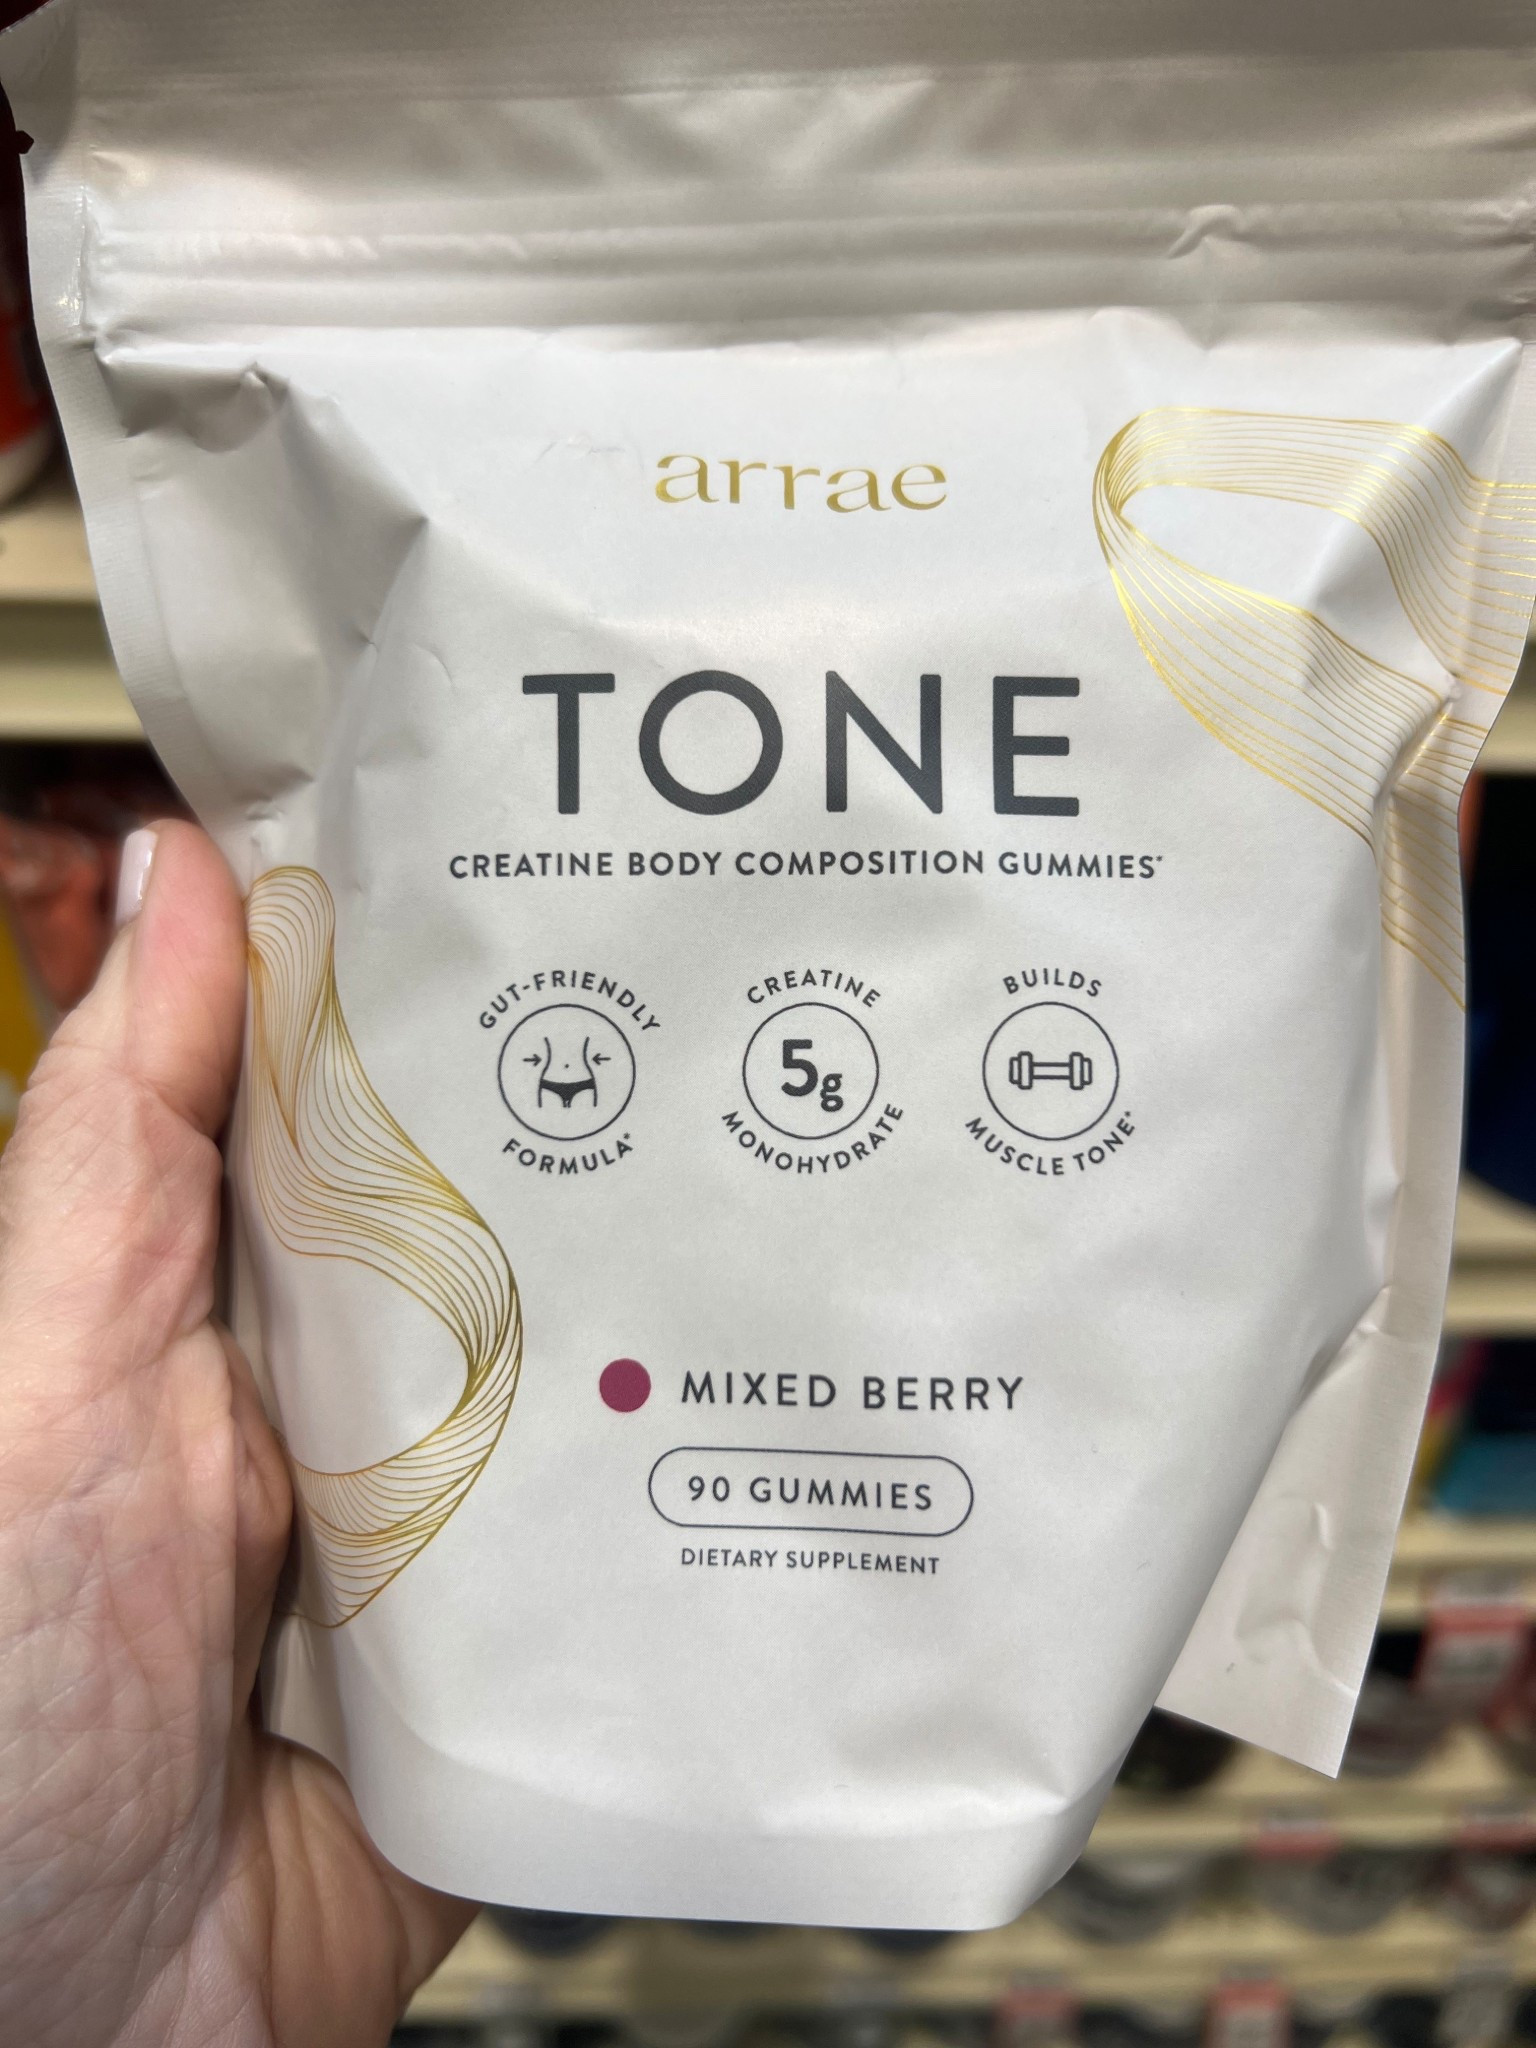 arrae
TONE
CREATINE BODY COMPOSITION GUMMIES*
GUT-FRIENDLY
FORMULA*
CREATINE
5g
MONOHYDRATE
BUILDS
MUSCLE TONE*
MIXED BERRY
90 GUMMIES
DIETARY SUPPLEMENT